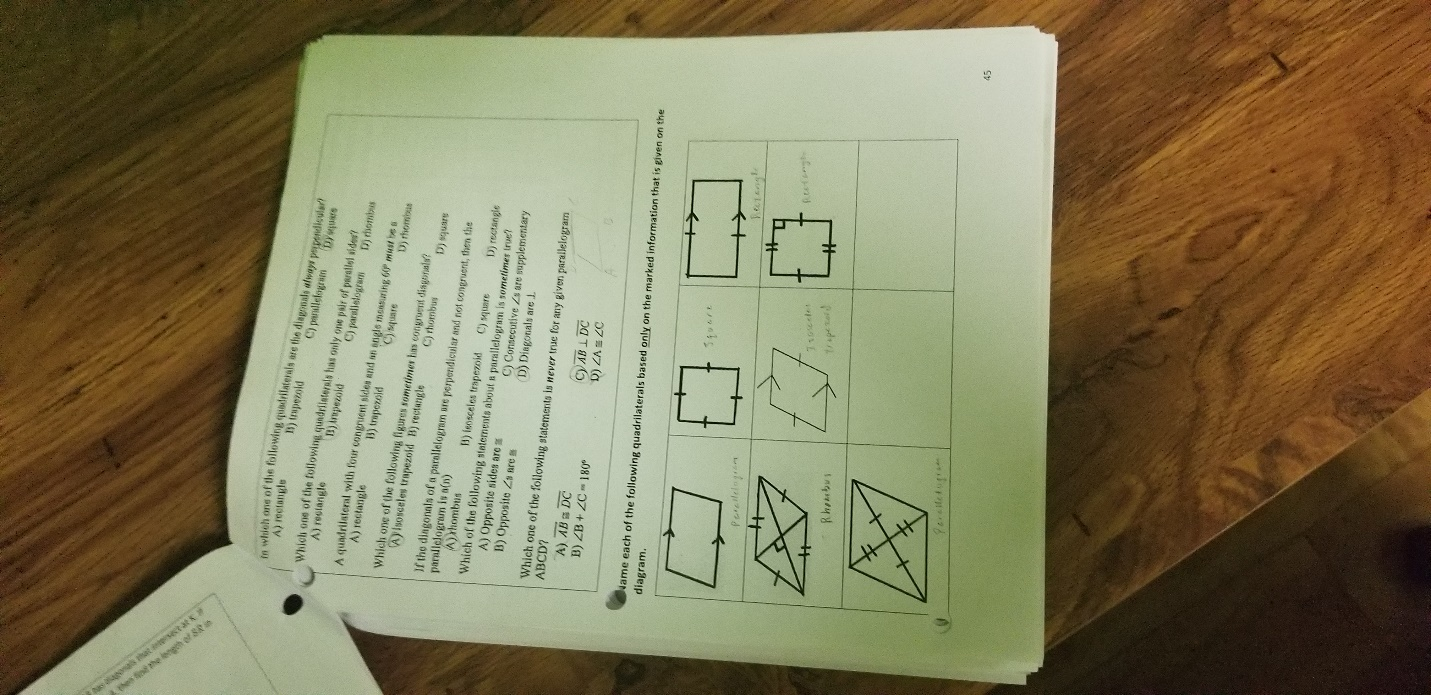 In which one of the following quadrilaterals are the diagonals always perpendicular?
A) rectangle B) trapezoid C) parallelogram D) square
Which one of the following quadrilaterals has only one pair of parallel sides?
A) rectangle B) trapezoid C) parallelogram D) rhombus
A quadrilateral with four congruent sides and an angle measuring 60° must be a
A) rectangle B) trapezoid C) square D) rhombus
Which one of the following figures sometimes has congruent diagonals?
A) isosceles trapezoid B) rectangle C) rhombus D) square
If the diagonals of a parallelogram are perpendicular and not congruent, then the
parallelogram is a(n)
A) rhombus B) isosceles trapezoid C) square D) rectangle
Which of the following statements about a parallelogram is sometimes true?
A) Opposite sides are ≅ C) Consecutive ∠s are supplementary
B) Opposite ∠s are ≅ D) Diagonals are ⊥.
Which one of the following statements is never true for any given parallelogram
ABCD?
A) AB ≅ DC C) AB ⊥ DC
B) ∠B + ∠C = 180° D) ∠A ≅ ∠C
Name each of the following quadrilaterals based only on the marked information that is given on the
diagram.
Parallelogram Square Rectangle
Rhombus Isosceles Rectangle
trapezoid
Parallelogram
45